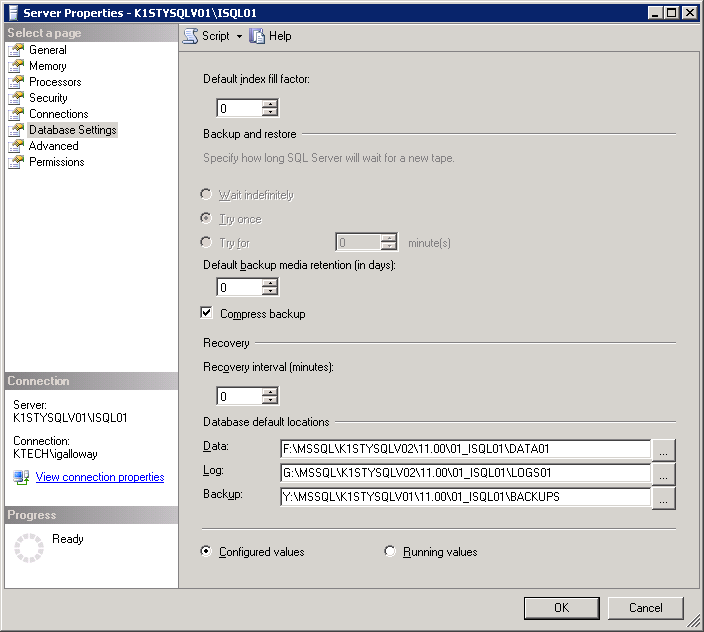 Server Properties - K1STYSQLV01\ISQL01
Select a page
General
Memory
Processors
Security
Connections
Database Settings
Advanced
Permissions
Connection
Server:
K1STYSQLV01\ISQL01
Connection:
KTECH\igalloway
View connection properties
Progress
Ready
Script Help
Default index fill factor:
0
Backup and restore
Specify how long SQL Server will wait for a new tape.
Wait indefinitely
Try once
Try for 0 minute(s)
Default backup media retention (in days):
0
Compress backup
Recovery
Recovery interval (minutes):
0
Database default locations
Data: F:\MSSQL\K1STYSQLV02\11.00\01_ISQL01\DATA01 ...
Log: G:\MSSQL\K1STYSQLV02\11.00\01_ISQL01\LOGS01 ...
Backup: Y:\MSSQL\K1STYSQLV01\11.00\01_ISQL01\BACKUPS ...
Configured values Running values
OK Cancel